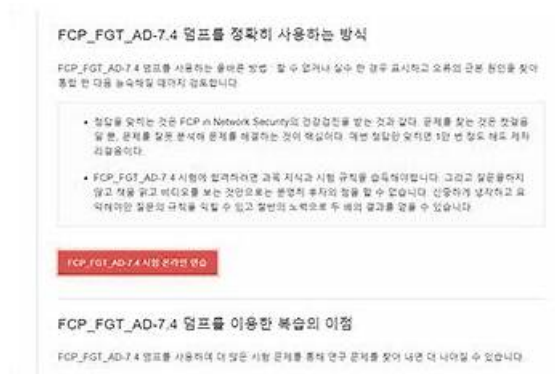 FCP_FGT_AD-7.4 덤프를 정확히 사용하는 방식
FCP_FGT_AD-7.4 덤프를 사용하는 올바른 방법 : 할 수 없거나 실수 한 경우 표시하고 오류의 근본 원인을 찾아
통합 한 다음 능숙해질 때까지 검토합니다.
정답을 맞히는 것은 FCP in Network Security의 건강검진을 받는 것과 같다. 문제를 찾는 것은 첫걸음
일 뿐, 문제를 잘못 분석해 문제를 해결하는 것이 핵심이다. 매번 정답만 맞히면 1만 번 정도 해도 제자
리걸음이다.
FCP_FGT_AD-7.4 시험에 합격하려면 과목 지식과 시험 규칙을 습득해야합니다. 그리고 질문을하지
않고 책을 읽고 비디오를 보는 것만으로는 분명히 후자의 점을 할 수 없습니다. 신중하게 생각하고 요
약해야만 질문의 규칙을 익힐 수 있고 절반의 노력으로 두 배의 결과를 얻을 수 있습니다.
FCP_FGT_AD-7.4 시험 온라인 연습
FCP_FGT_AD-7.4 덤프를 이용한 복습의 이점
FCP_FGT_AD-7.4 덤프를 사용하여 더 많은 시험 문제를 통해 연구 문제를 찾아 내면 더 나아질 수 있습니다.